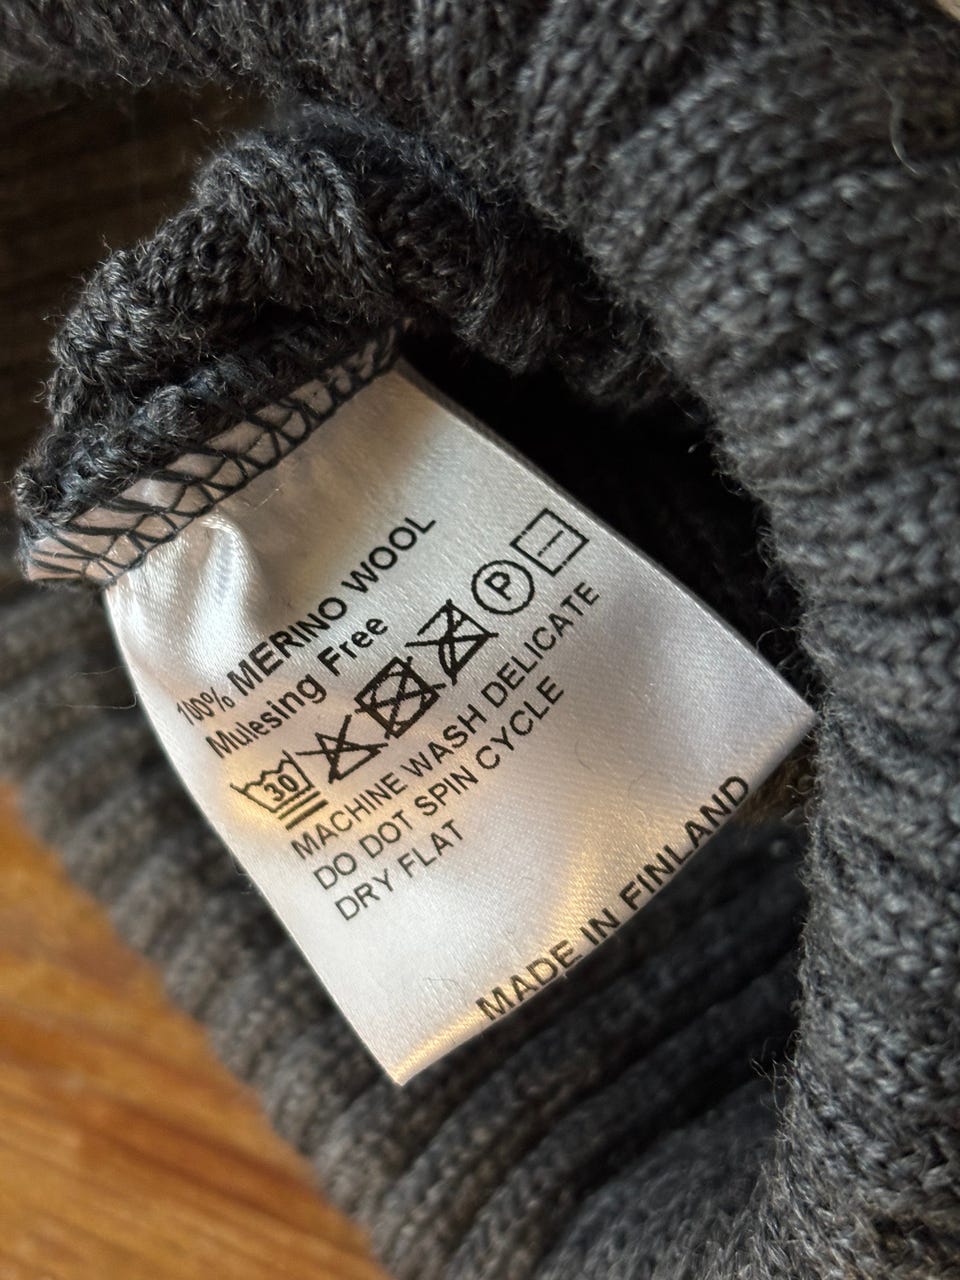 100% MERINO WOOL
Mulesing Free
30 P
MACHINE WASH DELICATE
DO DOT SPIN CYCLE
DRY FLAT
MADE IN FINLAND